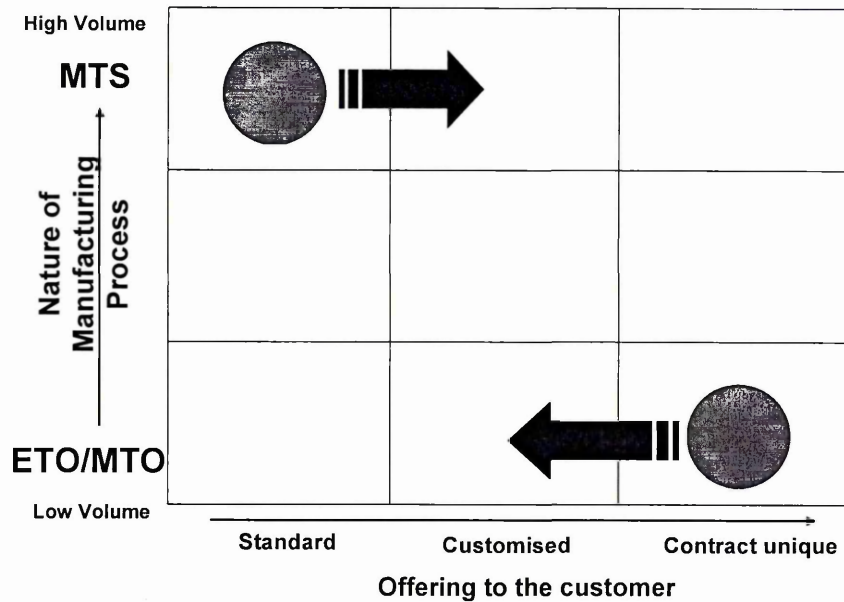 High Volume
MTS
Nature of
Manufacturing
Process
ETO/MTO
Low Volume
Standard
Customised
Contract unique
Offering to the customer